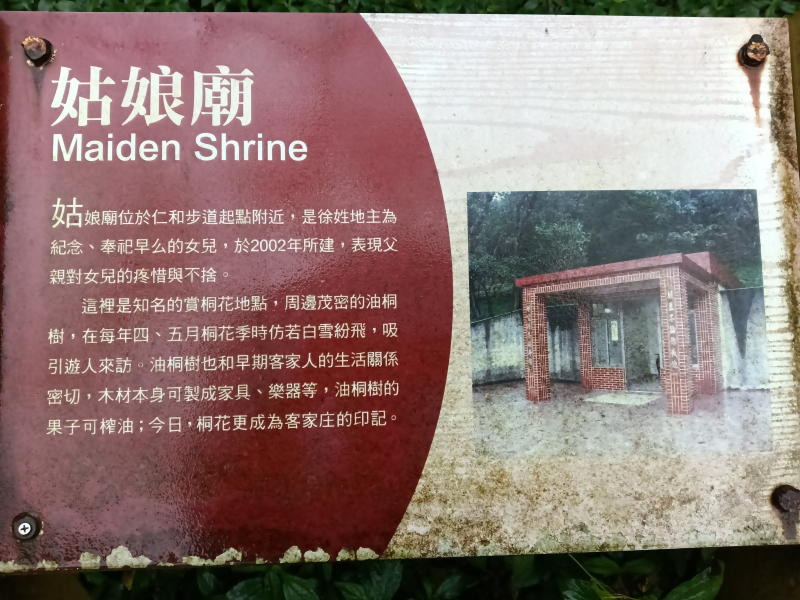 姑娘廟
Maiden Shrine
姑娘廟位於仁和步道起點附近，是徐姓地主為
紀念、奉祀早么的女兒，於2002年所建，表現父
親對女兒的疼惜與不捨。
這裡是知名的賞桐花地點，周邊茂密的油桐
樹，在每年四、五月桐花季時仿若白雪紛飛，吸
引遊人來訪。油桐樹也和早期客家人的生活關係
密切，木材本身可製成家具、樂器等，油桐樹的
果子可榨油；今日，桐花更成為客家庄的印記。